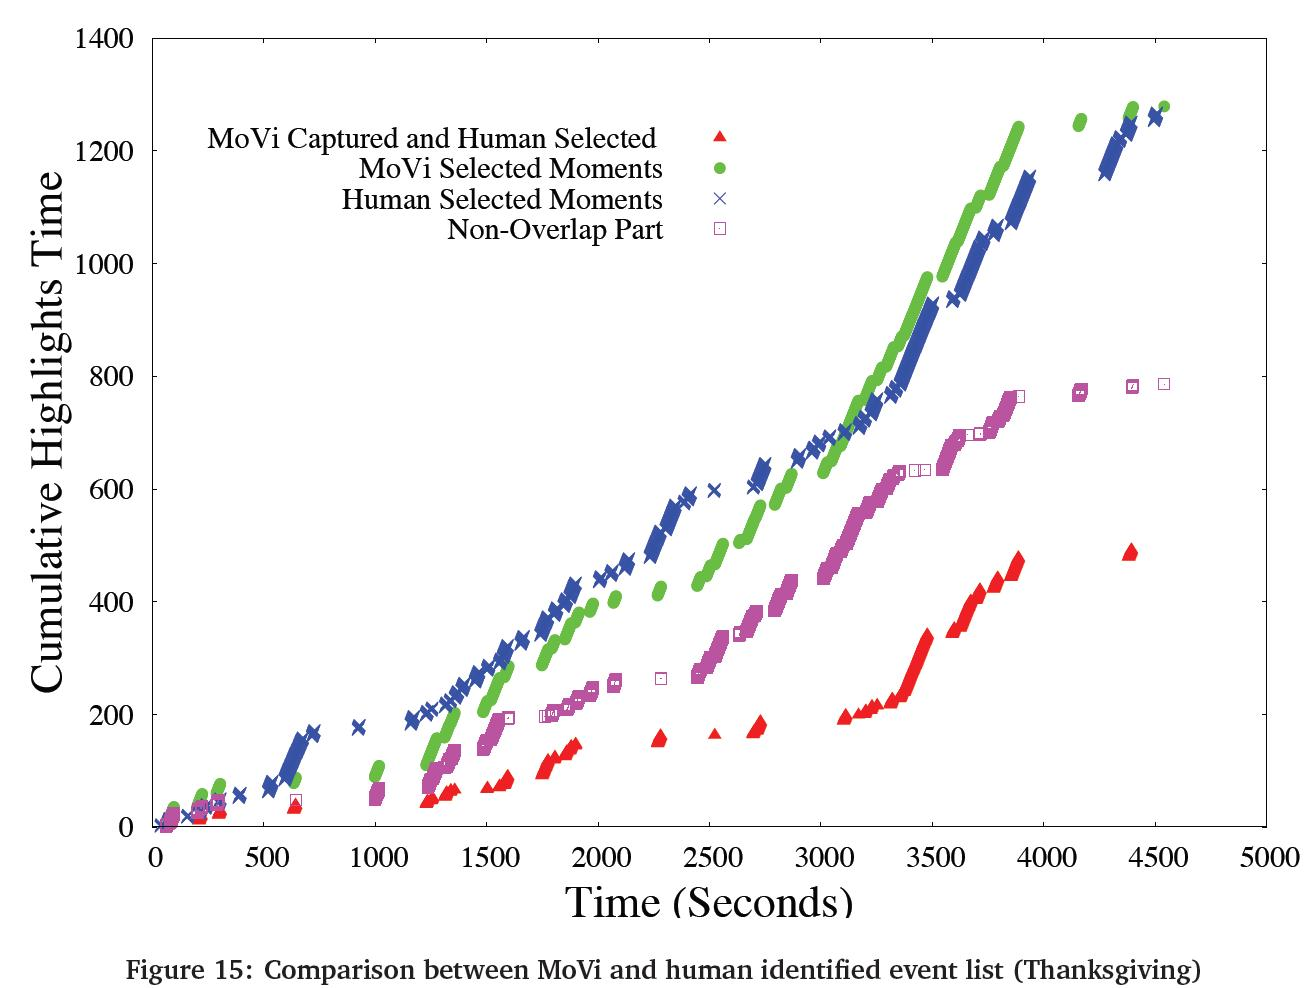 1400
1200
1000
800
600
400
200
0
Cumulative Highlights Time
MoVi Captured and Human Selected
MoVi Selected Moments
Human Selected Moments
Non-Overlap Part
0 500 1000 1500 2000 2500 3000 3500 4000 4500 5000
Time (Seconds)
Figure 15: Comparison between MoVi and human identified event list (Thanksgiving)